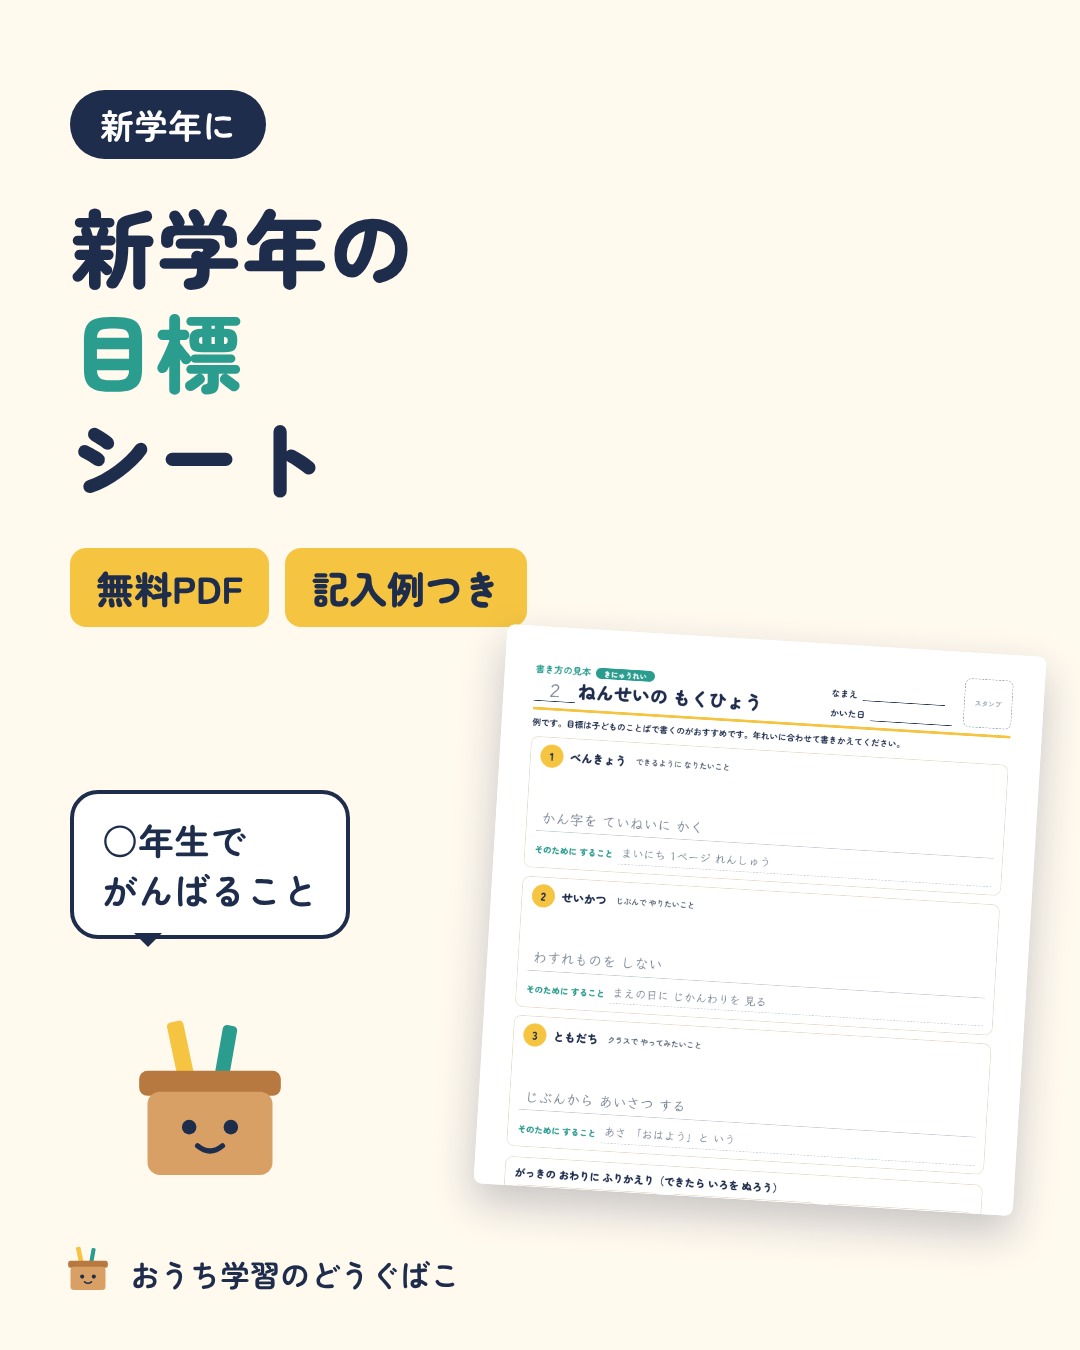 新学年に
新学年の
目標
シート
無料PDF
記入例つき
書き方の見本 きにゅうれい
2 ねんせいの もくひょう
なまえ
かいた日
スタンプ
例です。目標は子どものことばで書くのがおすすめです。年れいに合わせて書きかえてください。
1 べんきょう できるように なりたいこと
かん字を ていねいに かく
そのために すること まいにち 1ページ れんしゅう
2 せいかつ じぶんで やりたいこと
わすれものを しない
そのために すること まえの日に じかんわりを 見る
3 ともだち クラスで やってみたいこと
じぶんから あいさつ する
そのために すること あさ 「おはよう」と いう
がっきの おわりに ふりかえり（できたら いろを ぬろう）
○年生で
がんばること
おうち学習のどうぐばこ